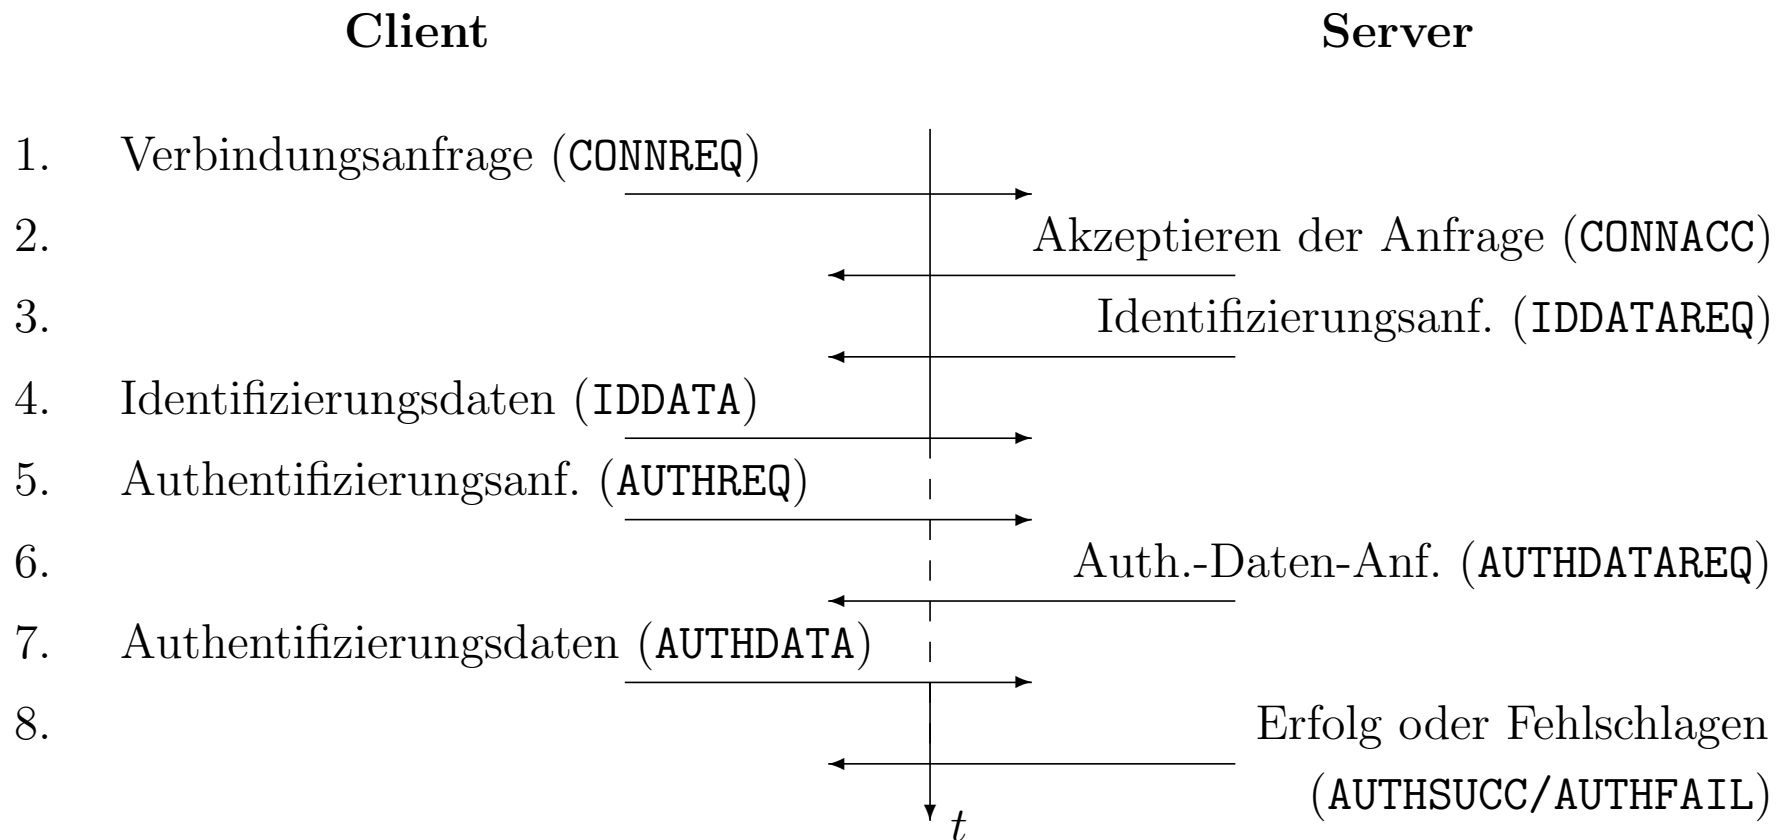 Client Server
1. Verbindungsanfrage (CONNREQ)
2. Akzeptieren der Anfrage (CONNACC)
3. Identifizierungsanf. (IDDATAREQ)
4. Identifizierungsdaten (IDDATA)
5. Authentifizierungsanf. (AUTHREQ)
6. Auth.-Daten-Anf. (AUTHDATAREQ)
7. Authentifizierungsdaten (AUTHDATA)
8. Erfolg oder Fehlschlagen
(AUTHSUCC/AUTHFAIL)
t